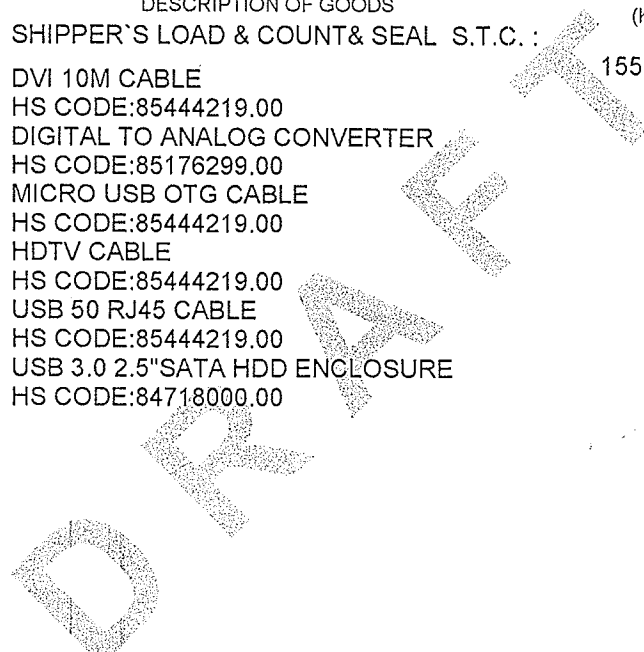 DESCRIPTION OF GOODS
SHIPPER`S LOAD & COUNT& SEAL S.T.C. :
155
DVI 10M CABLE
HS CODE:85444219.00
DIGITAL TO ANALOG CONVERTER
HS CODE:85176299.00
MICRO USB OTG CABLE
HS CODE:85444219.00
HDTV CABLE
HS CODE:85444219.00
USB 50 RJ45 CABLE
HS CODE:85444219.00
USB 3.0 2.5"SATA HDD ENCLOSURE
HS CODE:84718000.00
DRAFT